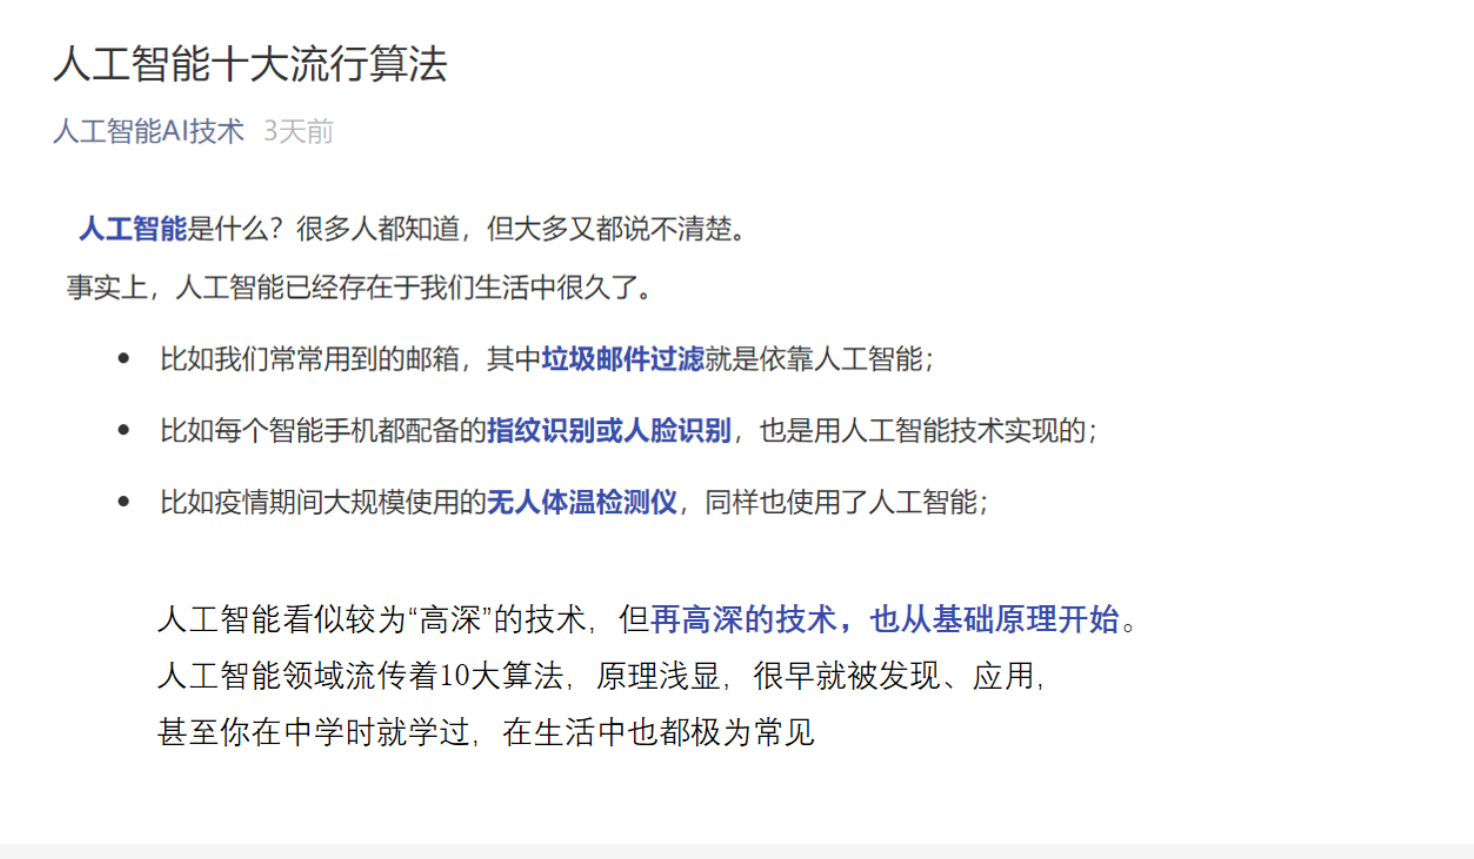 人工智能十大流行算法
人工智能AI技术 3天前
人工智能是什么？很多人都知道，但大多又都说不清楚。
事实上，人工智能已经存在于我们生活中很久了。
• 比如我们常常用到的邮箱，其中垃圾邮件过滤就是依靠人工智能；
• 比如每个智能手机都配备的指纹识别或人脸识别，也是用人工智能技术实现的；
• 比如疫情期间大规模使用的无人体温检测仪，同样也使用了人工智能；
人工智能看似较为“高深”的技术，但再高深的技术，也从基础原理开始。
人工智能领域流传着10大算法，原理浅显，很早就被发现、应用，
甚至你在中学时就学过，在生活中也都极为常见